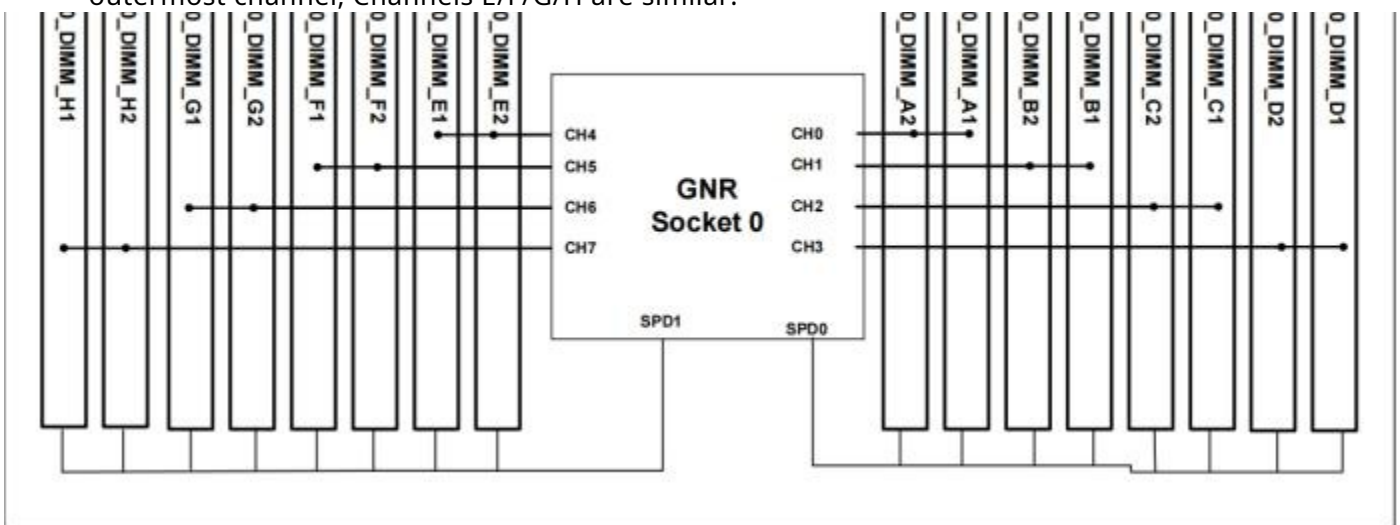 outermost channel, Channels E/F/G/H are similar.
0_DIMM_H1
0_DIMM_H2
0_DIMM_G1
0_DIMM_G2
0_DIMM_F1
0_DIMM_F2
0_DIMM_E1
0_DIMM_E2
CH4
CH5
CH6
CH7
GNR
Socket 0
CH0
CH1
CH2
CH3
SPD1
SPD0
0_DIMM_A2
0_DIMM_A1
0_DIMM_B2
0_DIMM_B1
0_DIMM_C2
0_DIMM_C1
0_DIMM_D2
0_DIMM_D1